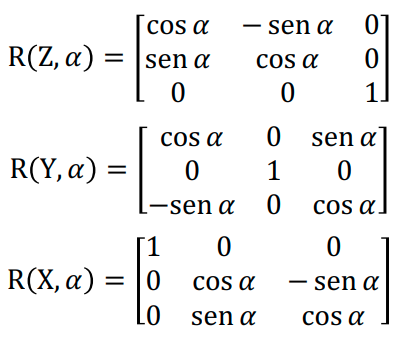 cos α − sen α 0
R(Z, α) = sen α cos α 0
0 0 1
cos α 0 sen α
R(Y, α) = 0 1 0
−sen α 0 cos α
1 0 0
R(X, α) = 0 cos α − sen α
0 sen α cos α